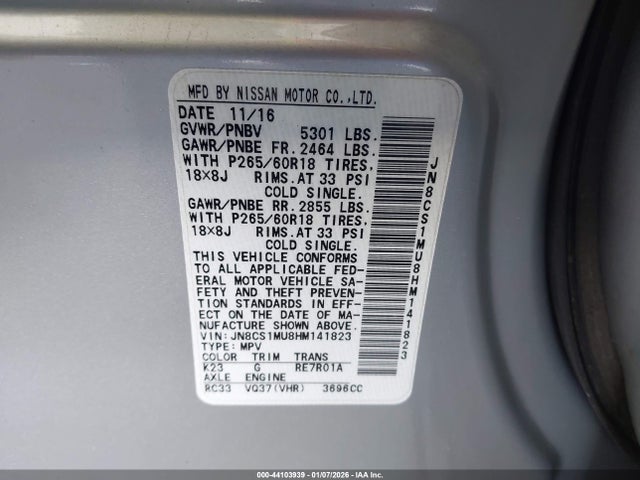 MFD BY NISSAN MOTOR CO.,LTD.
DATE 11/16
GVWR/PNBV 5301 LBS.
GAWR/PNBE FR. 2464 LBS.
WITH P265/60R18 TIRES,
18×8J RIMS. AT 33 PSI
COLD SINGLE.
GAWR/PNBE RR. 2855 LBS.
WITH P265/60R18 TIRES,
18×8J RIMS. AT 33 PSI
COLD SINGLE.
THIS VEHICLE CONFORMS
TO ALL APPLICABLE FED-
ERAL MOTOR VEHICLE SA-
FETY AND THEFT PREVEN-
TION STANDARDS IN EFF-
ECT ON THE DATE OF MA-
NUFACTURE SHOWN ABOVE.
VIN:JN8CS1MU8HM141823
TYPE:MPV
COLOR TRIM TRANS
K23 G RE7R01A
AXLE ENGINE
RC33 VQ37(VHR) 3696CC
JN8CS1MU8HM141823
000-44103939 - 01/07/2026 - IAA Inc.